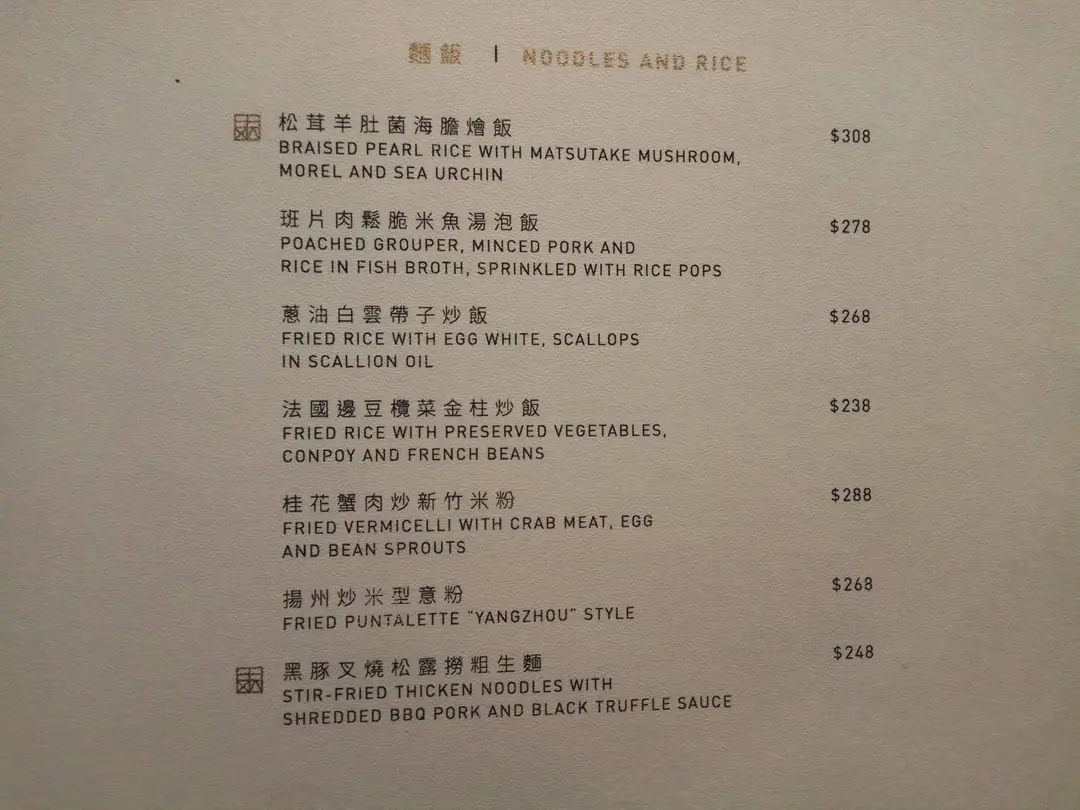 麵飯 | NOODLES AND RICE
松茸羊肚菌海膽燴飯 $308
BRAISED PEARL RICE WITH MATSUTAKE MUSHROOM,
MOREL AND SEA URCHIN
班片肉鬆脆米魚湯泡飯 $278
POACHED GROUPER, MINCED PORK AND
RICE IN FISH BROTH, SPRINKLED WITH RICE POPS
蔥油白雲帶子炒飯 $268
FRIED RICE WITH EGG WHITE, SCALLOPS
IN SCALLION OIL
法國邊豆欖菜金柱炒飯 $238
FRIED RICE WITH PRESERVED VEGETABLES,
CONPOY AND FRENCH BEANS
桂花蟹肉炒新竹米粉 $288
FRIED VERMICELLI WITH CRAB MEAT, EGG
AND BEAN SPROUTS
揚州炒米型意粉 $268
FRIED PUNTALETTE "YANGZHOU" STYLE
黑豚叉燒松露撈粗生麵 $248
STIR-FRIED THICKEN NOODLES WITH
SHREDDED BBQ PORK AND BLACK TRUFFLE SAUCE